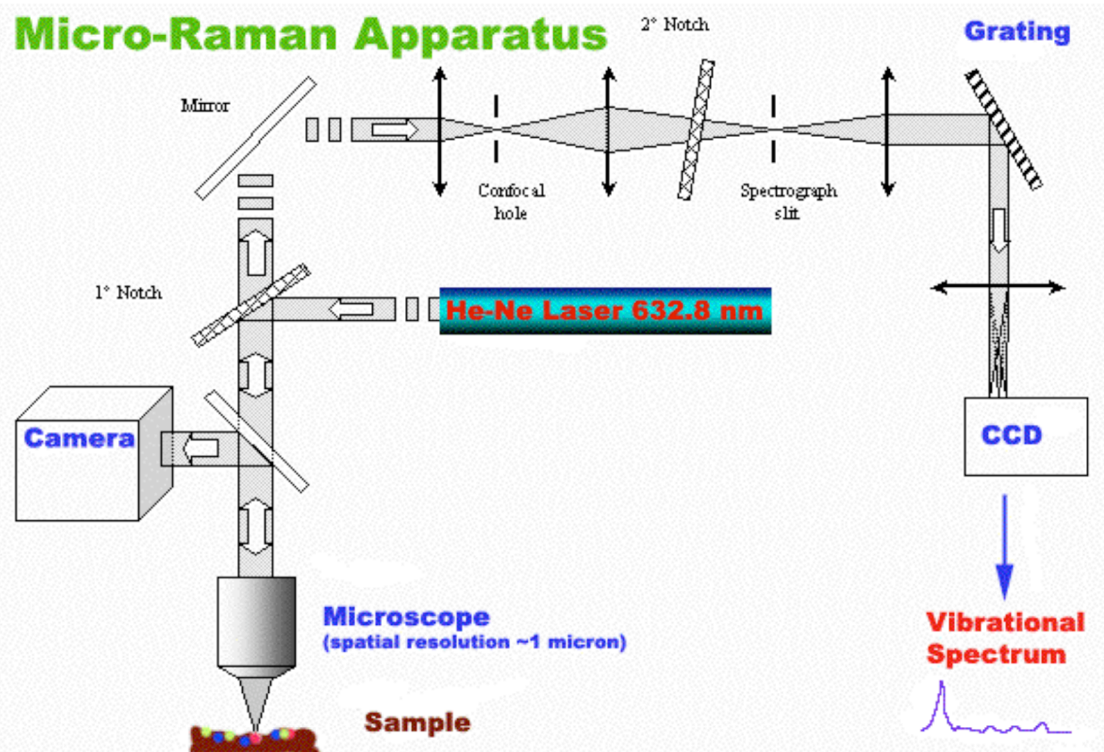 Micro-Raman Apparatus
2° Notch
Grating
Mirror
Confocal
hole
Spectrograph
slit
1° Notch
He-Ne Laser 632.8 nm
Camera
CCD
Microscope
(spatial resolution ~1 micron)
Vibrational
Spectrum
Sample